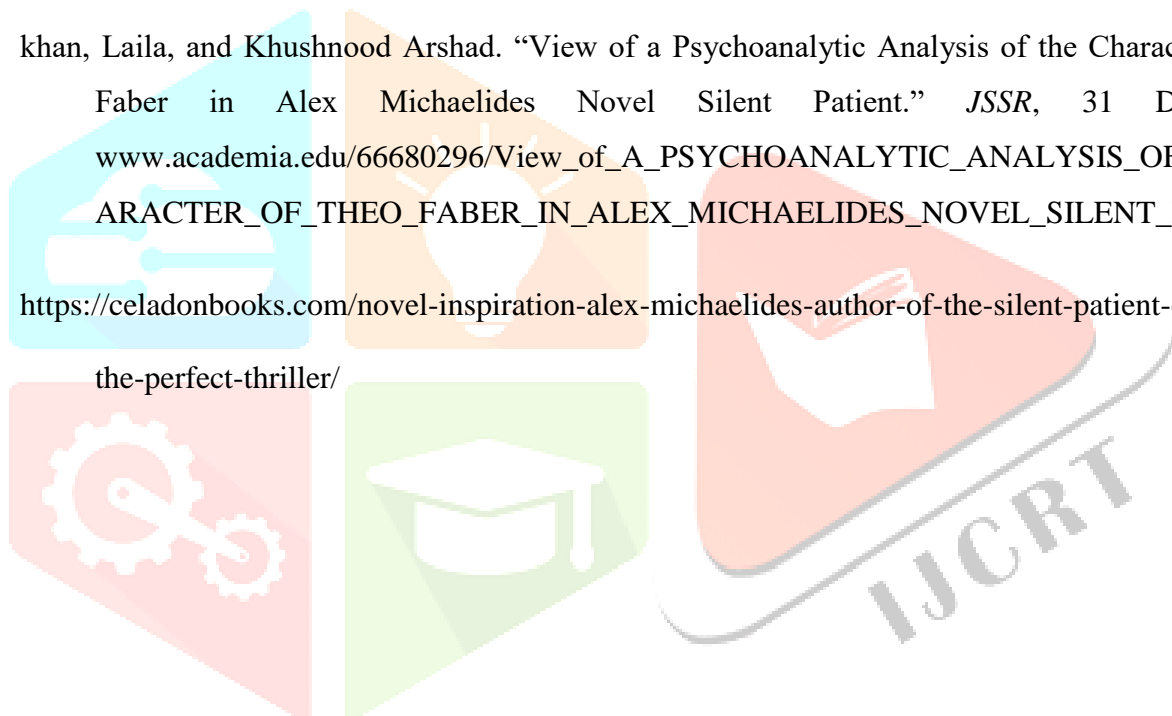 khan, Laila, and Khushnood Arshad. “View of a Psychoanalytic Analysis of the
Faber in Alex Michaelides Novel Silent Patient.” JSSR, 31
www.academia.edu/66680296/View_of_A_PSYCHOANALYTIC_ANALYSIS_OF
ARACTER_OF_THEO_FABER_IN_ALEX_MICHAELIDES_NOVEL_SILENT_
https://celadonbooks.com/novel-inspiration-alex-michaelides-author-of-the-silent-patient-
the-perfect-thriller/
IJCRT